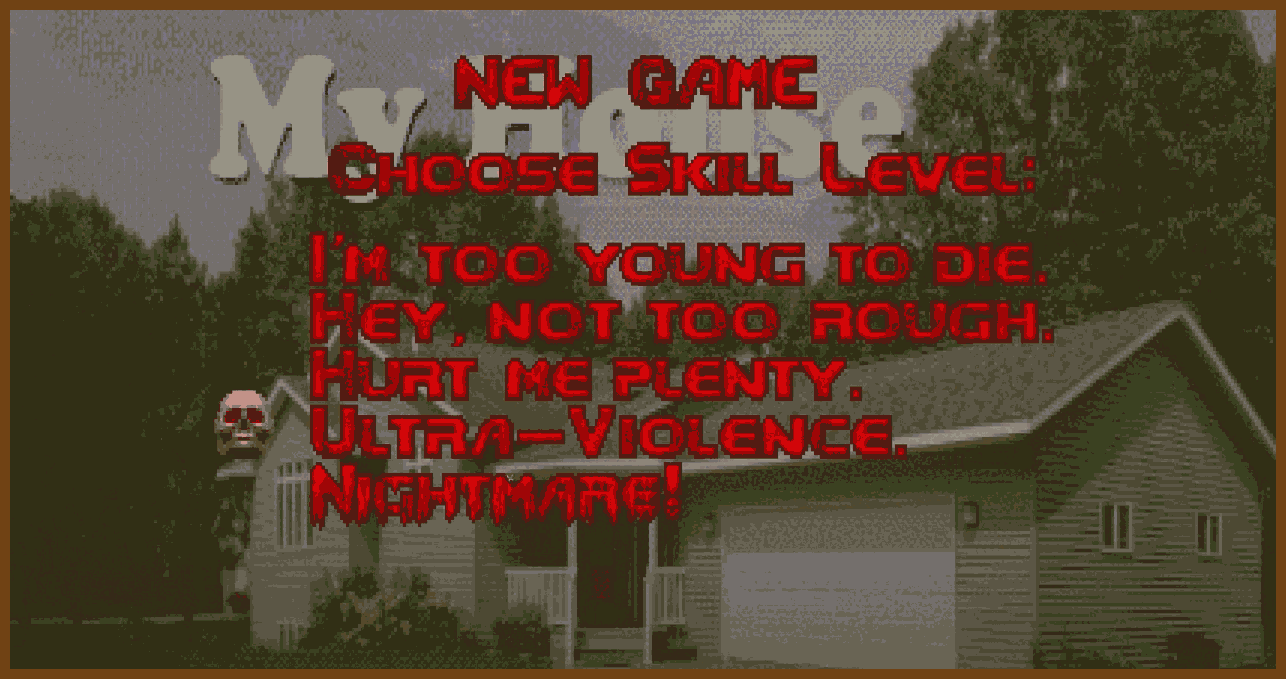 My House
NEW GAME
CHOOSE SKILL LEVEL:
I'M TOO YOUNG TO DIE.
HEY, NOT TOO ROUGH.
HURT ME PLENTY.
ULTRA-VIOLENCE.
NIGHTMARE!